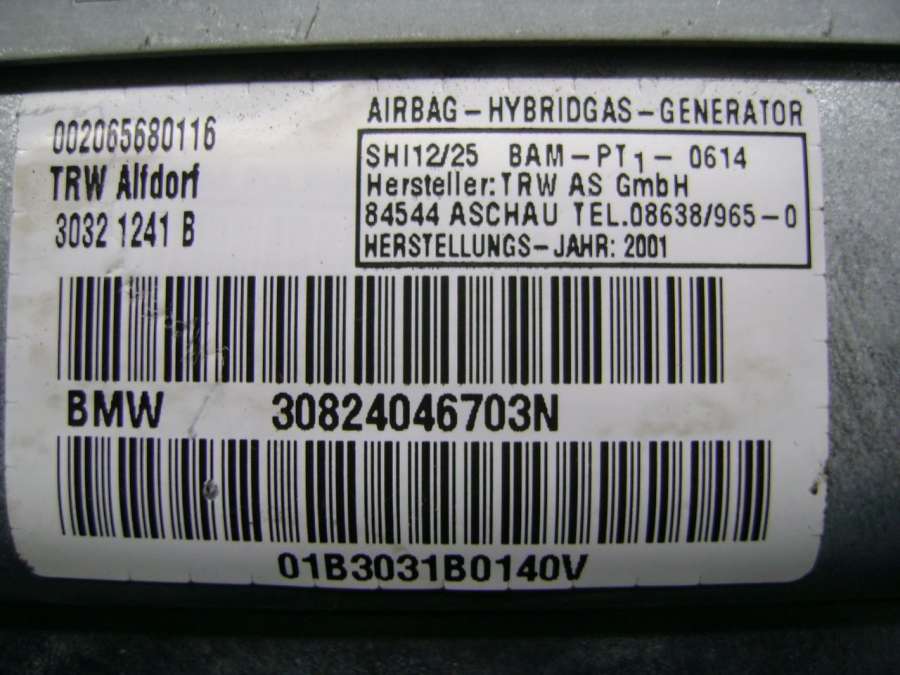 002065680116
TRW Alfdorf
3032 1241 B
AIRBAG-HYBRIDGAS-GENERATOR
SHI12/25 BAM-PT1-0614
Hersteller: TRW AS GmbH
84544 ASCHAU TEL.08638/965-0
HERSTELLUNGS-JAHR: 2001
BMW 30824046703N
01B3031B0140V